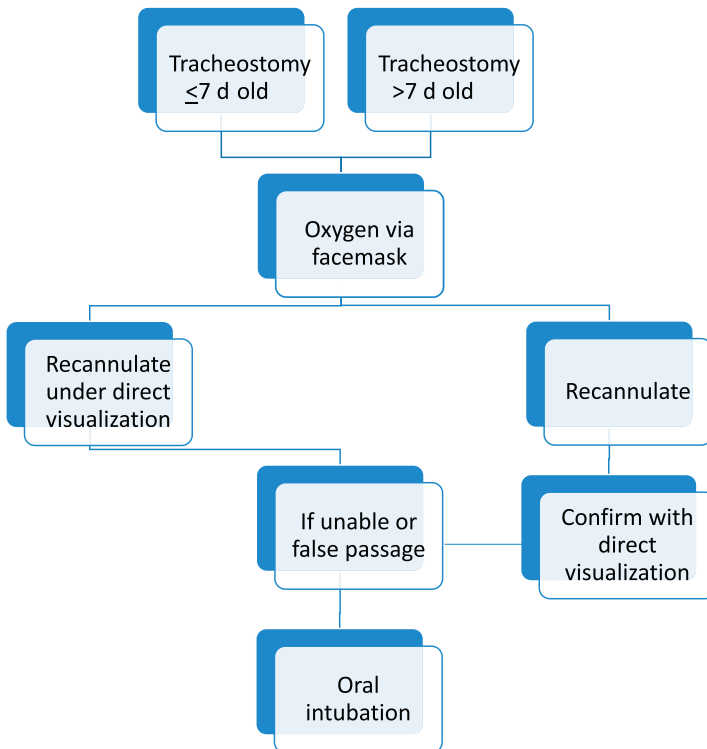 Tracheostomy
<7 d old
Tracheostomy
>7 d old
Oxygen via
facemask
Recannulate
under direct
visualization
Recannulate
If unable or
false passage
Confirm with
direct
visualization
Oral
intubation